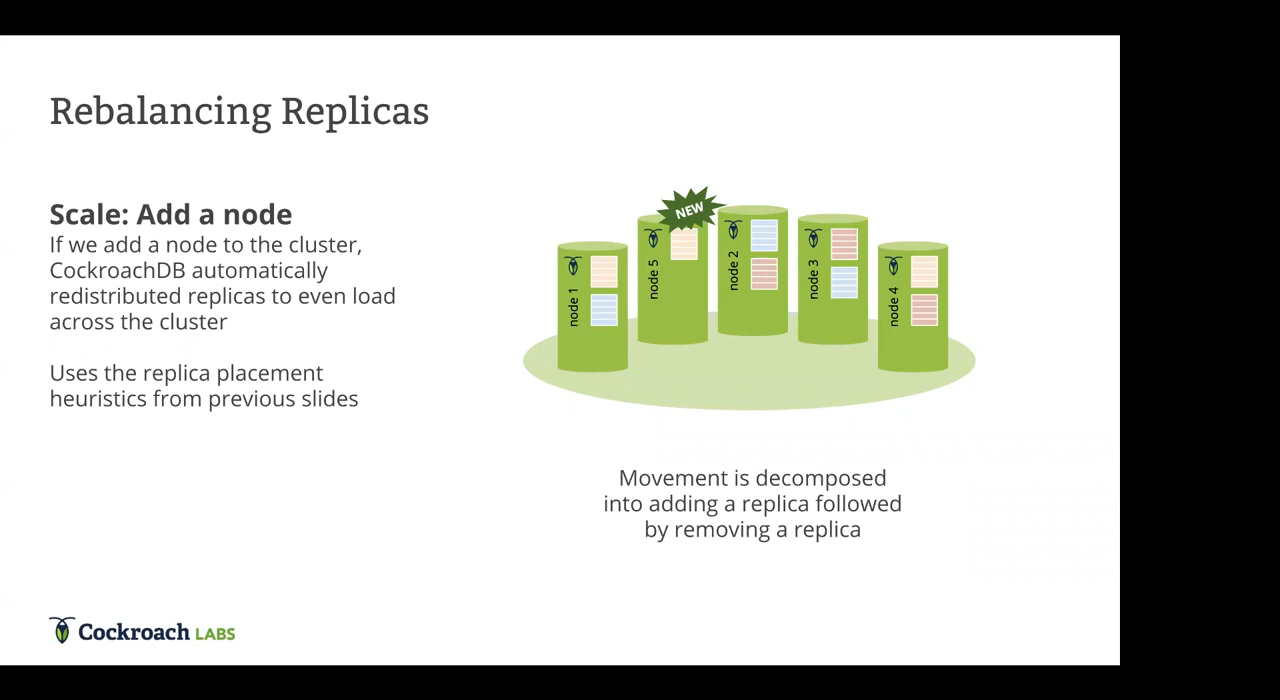 Rebalancing Replicas
Scale: Add a node
If we add a node to the cluster,
CockroachDB automatically
redistributed replicas to even load
across the cluster
Uses the replica placement
heuristics from previous slides
NEW
node 1
node 5
node 2
node 3
node 4
Movement is decomposed
into adding a replica followed
by removing a replica
Cockroach LABS